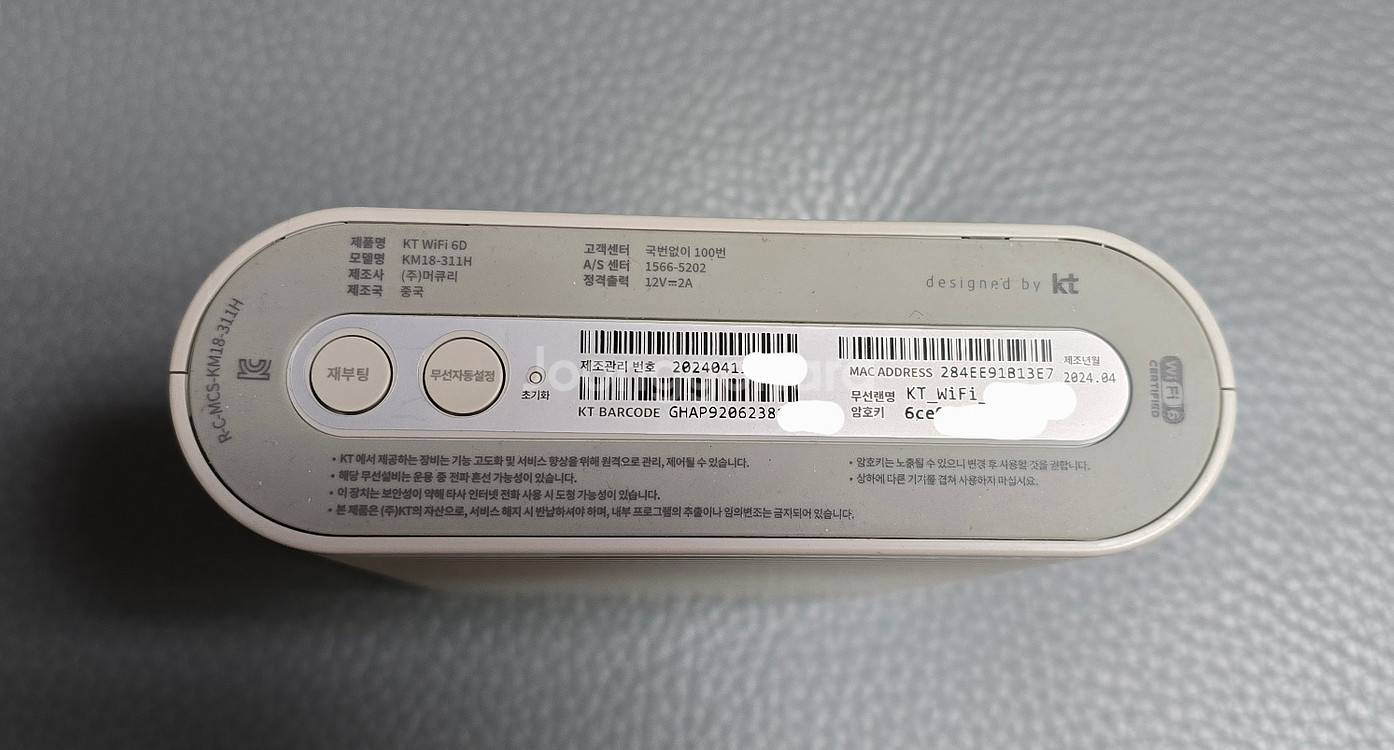 제품명 KT WiFi 6D
모델명 KM18-311H
제조사 (주)머큐리
제조국 중국
고객센터 국번없이 100번
A/S 센터 1566-5202
정격출력 12V⎓2A
designed by kt
R-C-MCS-KM18-311H
재부팅
무선자동설정
초기화
제조관리 번호 2024041
KT BARCODE GHAP9206238
MAC ADDRESS 284EE91B13E7
제조년월
2024.04
무선랜명 KT_WiFi_
암호키 6ce
WiFi 6
CERTIFIED
• KT 에서 제공하는 장비는 기능 고도화 및 서비스 향상을 위해 원격으로 관리, 제어될 수 있습니다.
• 해당 무선설비는 운용 중 전파 혼선 가능성이 있습니다.
• 이 장치는 보안성이 약해 타사 인터넷 전화 사용 시 도청 가능성이 있습니다.
• 본 제품은 (주)KT의 자산으로, 서비스 해지 시 반납하셔야 하며, 내부 프로그램의 추출이나 임의변조는 금지되어 있습니다.
• 암호키는 노출될 수 있으니 변경 후 사용할 것을 권합니다.
• 상하에 다른 기기를 겹쳐 사용하지 마십시요.